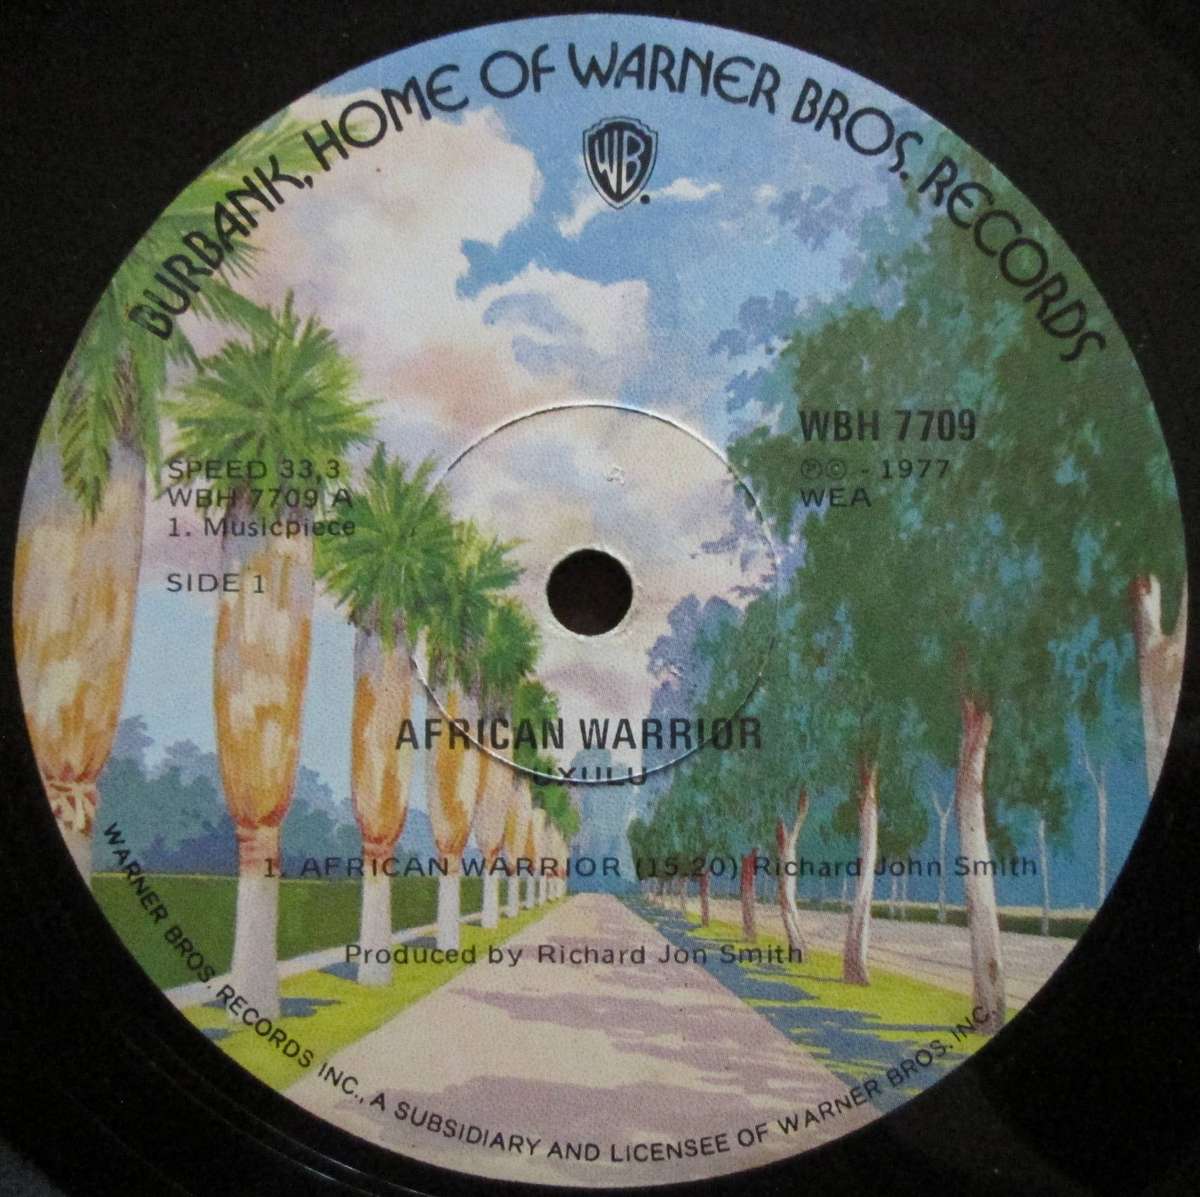 BURBANK, HOME OF WARNER BROS. RECORDS
WB
WBH 7709
Ⓟ© - 1977
WEA
SPEED 33,3
WBH 7709 A
1. Musicpiece
SIDE 1
AFRICAN WARRIOR
UXULU
1. AFRICAN WARRIOR (15.20) Richard John Smith
Produced by Richard Jon Smith
WARNER BROS. RECORDS INC., A SUBSIDIARY AND LICENSEE OF WARNER BROS. INC.